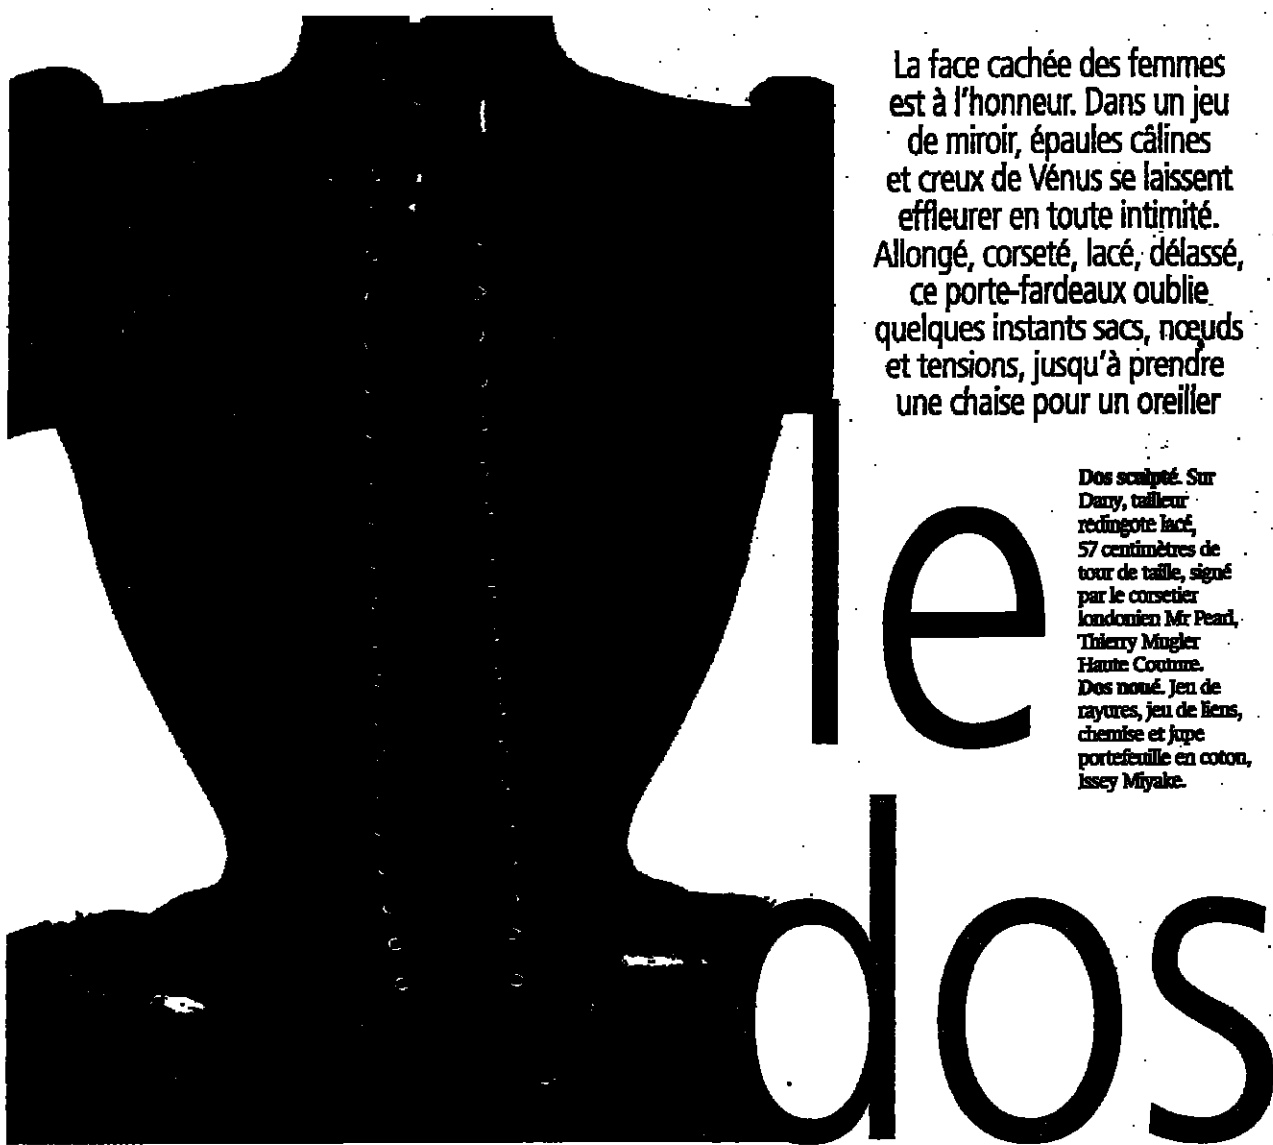 La face cachée des femmes
est à l'honneur. Dans un jeu
de miroir, épaules câlines
et creux de Vénus se laissent
effleurer en toute intimité.
Allongé, corseté, lacé, délassé,
ce porte-fardeaux oublie
quelques instants sacs, nœuds
et tensions, jusqu'à prendre
une chaise pour un oreiller
le
dos
Dos sculpté. Sur
Dany, tailleur
redingote lacé,
57 centimètres de
tour de taille, signé
par le corsetier
londonien Mr Pearl,
Thierry Mugler
Haute Couture.
Dos noué. Jeu de
rayures, jeu de liens,
chemise et jupe
portefeuille en coton,
Issey Miyake.